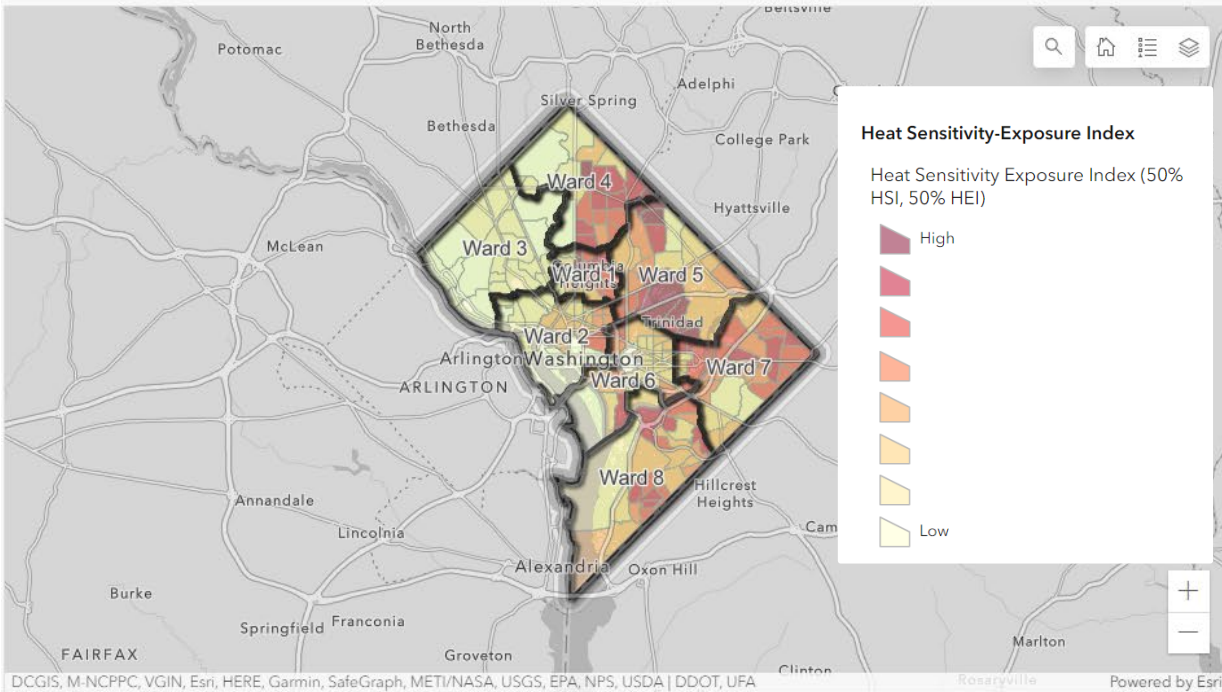 Beltsville
North
Bethesda
Potomac
Adelphi
Silver Spring
Bethesda
College Park
Ward 4
Hyattsville
McLean
Ward 3
Ward 1
Columbia
Heights
Ward 5
Trinidad
Ward 2
Arlington
Washington
Ward 7
Ward 6
ARLINGTON
Ward 8
Hillcrest
Heights
Annandale
Lincolnia
Cam
Alexandria
Oxon Hill
Burke
Springfield
Franconia
Marlton
FAIRFAX
Groveton
Clinton
Rosaryville
Heat Sensitivity-Exposure Index
Heat Sensitivity Exposure Index (50%
HSI, 50% HEI)
High
Low
+
−
DCGIS, M-NCPPC, VGIN, Esri, HERE, Garmin, SafeGraph, METI/NASA, USGS, EPA, NPS, USDA | DDOT, UFA
Powered by Esri